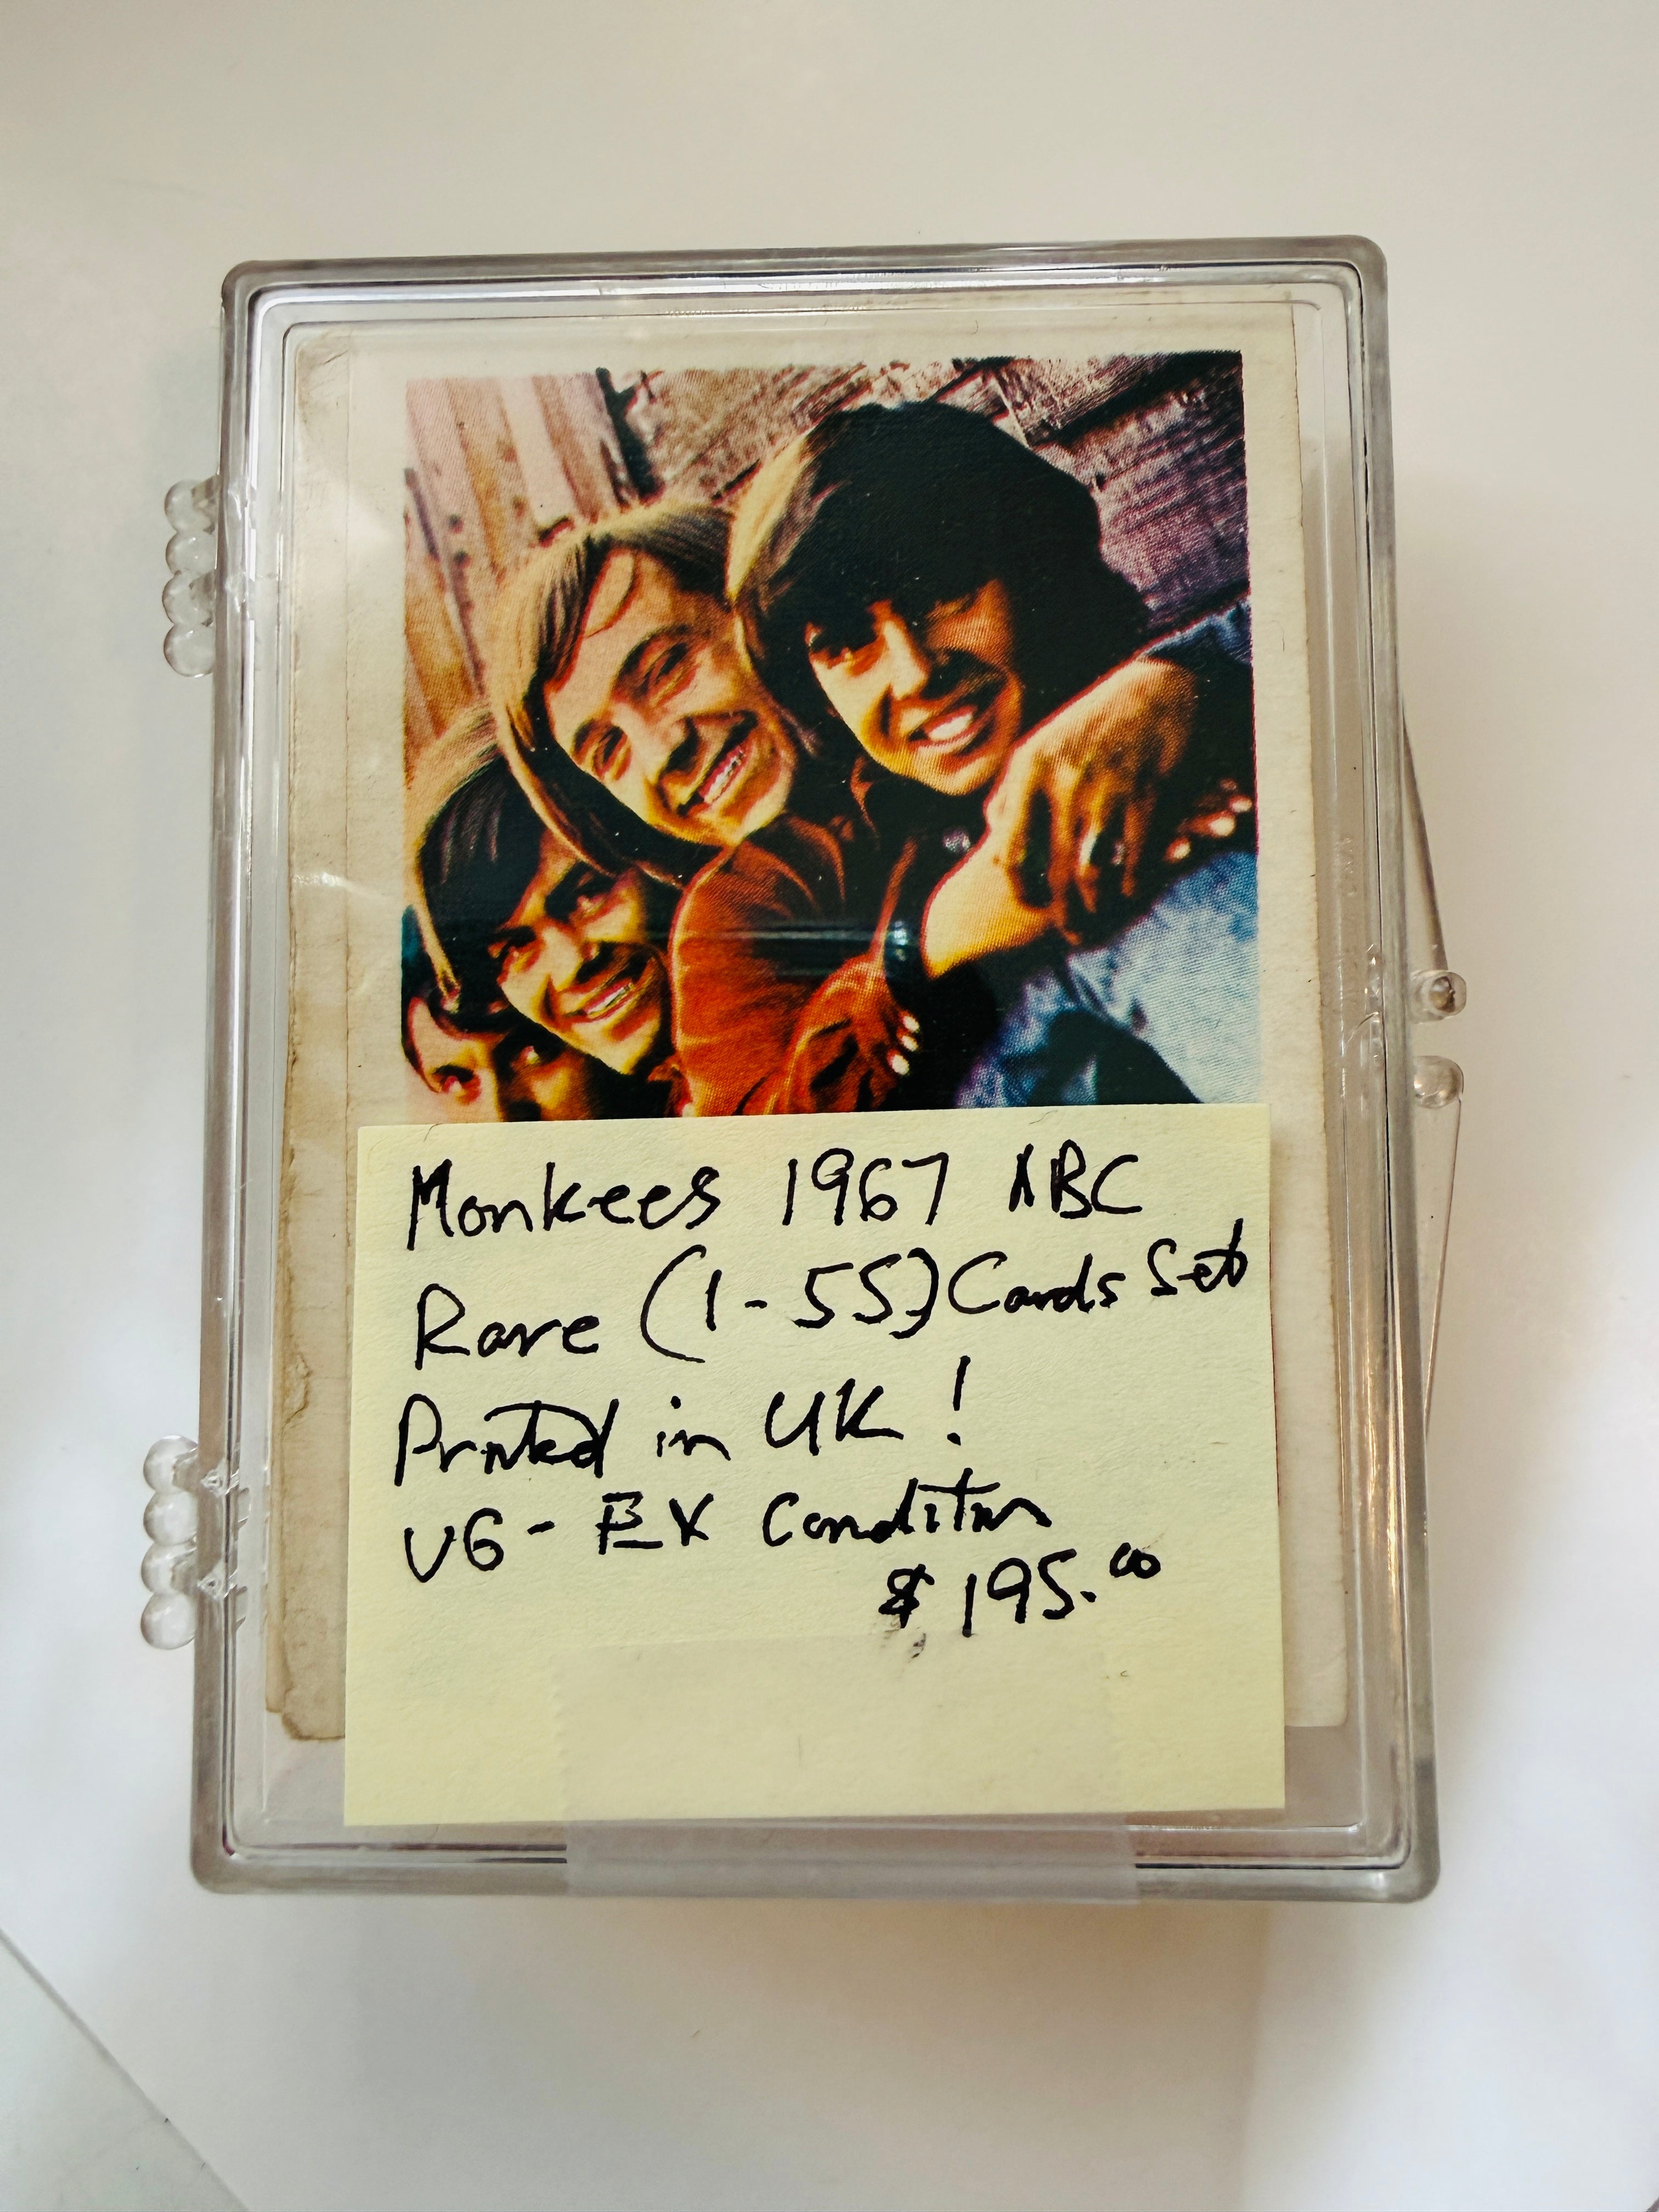 Monkees 1967 ABC
Rare (1-55) Cards Set
Printed in UK!
VG-EX Condition
$195.00